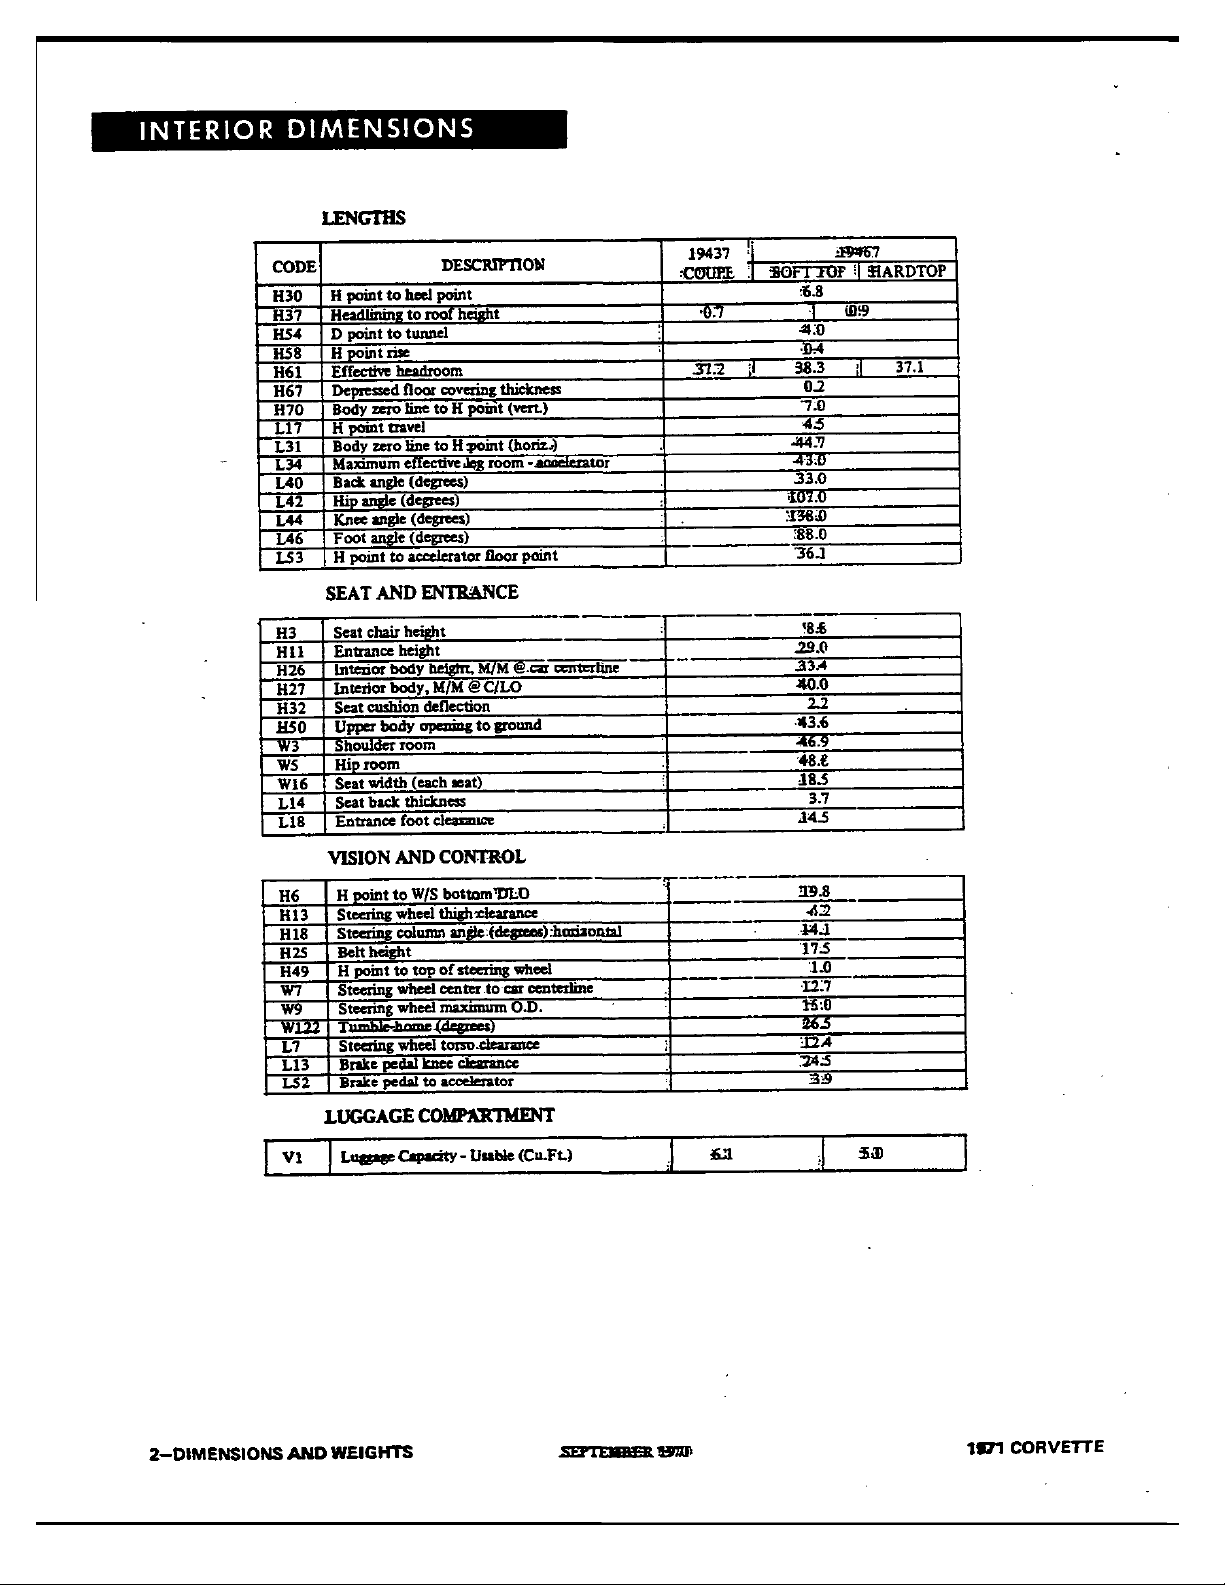 INTERIOR DIMENSIONS
LENGTHS
CODE DESCRIPTION 19437 COUPE 19467 SOFT TOP HARDTOP
H30 H point to heel point 6.8
H37 Headlining to roof height 0.7 0.9
H54 D point to tunnel 4.0
H58 H point rise 0.4
H61 Effective headroom 37.2 38.3 37.1
H67 Depressed floor covering thickness 0.2
H70 Body zero line to H point (vert.) 7.0
L17 H point travel 4.5
L31 Body zero line to H point (horiz.) 44.7
L34 Maximum effective leg room - accelerator 43.0
L40 Back angle (degrees) 33.0
L42 Hip angle (degrees) 107.0
L44 Knee angle (degrees) 138.0
L46 Foot angle (degrees) 88.0
L53 H point to accelerator floor point 36.1
SEAT AND ENTRANCE
H3 Seat chair height
H11 Entrance height 29.0
H26 Interior body height, M/M @ car centerline 33.4
H27 Interior body, M/M @ C/LO 40.0
H32 Seat cushion deflection 2.2
H50 Upper body opening to ground 43.6
W3 Shoulder room 46.9
W5 Hip room
W16 Seat width (each seat) 18.5
L14 Seat back thickness 3.7
L18 Entrance foot clearance 14.5
VISION AND CONTROL
H6 H point to W/S bottom DLO 19.8
H13 Steering wheel thigh clearance
H18 Steering column angle (degrees) horizontal 14.1
H25 Belt height 17.5
H49 H point to top of steering wheel 1.0
W7 Steering wheel center to car centerline 12.7
W9 Steering wheel maximum O.D.
W122 Tumble-home (degrees) 26.5
L7 Steering wheel torso clearance 12.4
L13 Brake pedal knee clearance 24.5
L52 Brake pedal to accelerator 3.9
LUGGAGE COMPARTMENT
V1 Luggage Capacity - Usable (Cu.Ft.)
2—DIMENSIONS AND WEIGHTS SEPTEMBER 1970 1971 CORVETTE